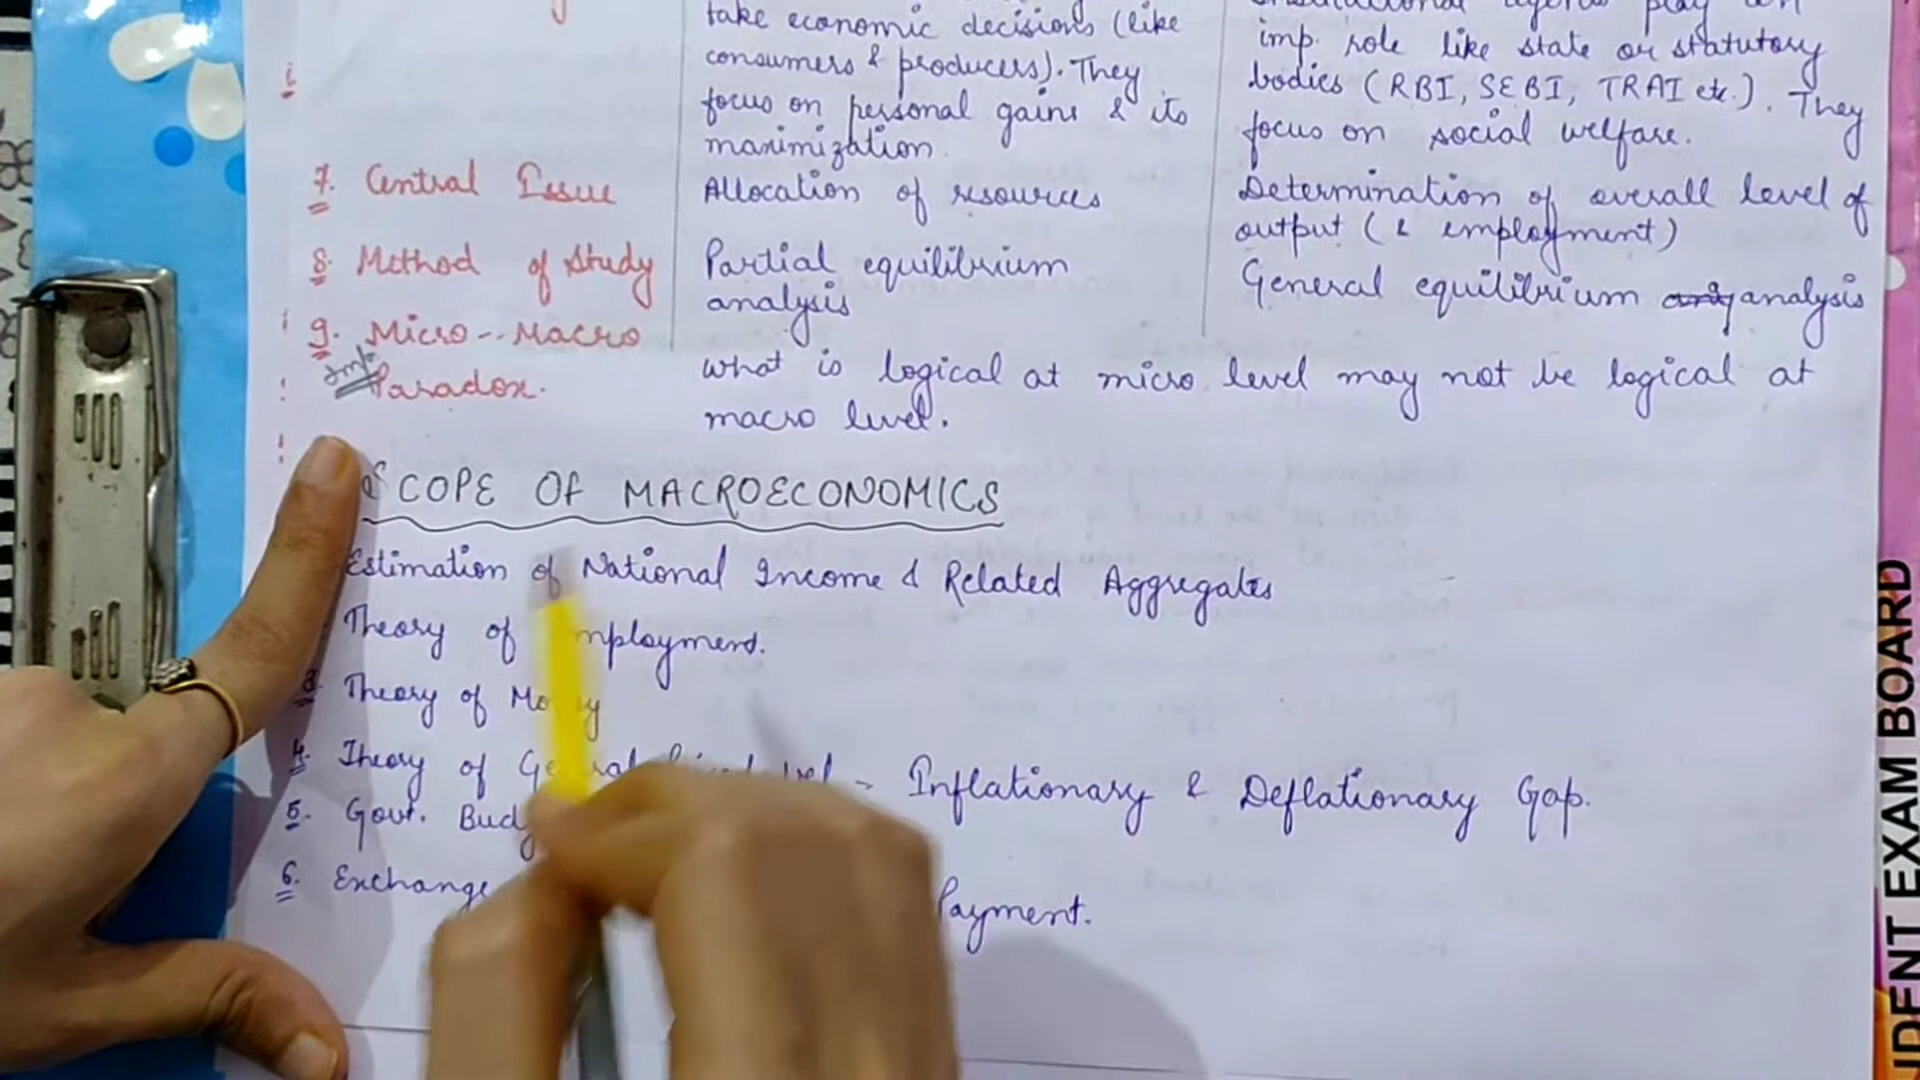 take economic decisions (like
consumers & producers). They
focus on personal gains & its
maximization.
imp. role like state or statutory
bodies (RBI, SEBI, TRAI etc.). They
focus on social welfare.
7. Central Issue
Allocation of resources
Determination of overall level of
output (& employment)
8. Method of Study
Partial equilibrium
analysis
General equilibrium analysis
9. Micro-Macro
Imp. Paradox.
What is logical at micro level may not be logical at
macro level.
SCOPE OF MACROECONOMICS
Estimation of National Income & Related Aggregates
Theory of
3. Theory of
4. Theory of - Inflationary & Deflationary Gap.
5. Govt.
6. Exchange Payment.
IDENT EXAM BOARD